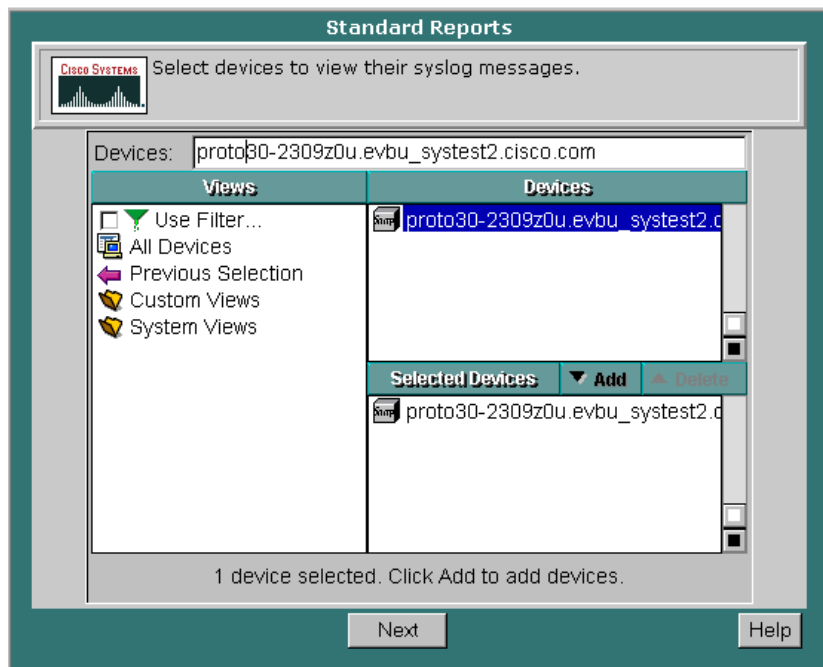 Standard Reports
CISCO SYSTEMS
Select devices to view their syslog messages.
Devices: proto30-2309z0u.evbu_systest2.cisco.com
Views
Devices
Use Filter...
All Devices
Previous Selection
Custom Views
System Views
proto30-2309z0u.evbu_systest2.c
Selected Devices
Add
Delete
proto30-2309z0u.evbu_systest2.c
1 device selected. Click Add to add devices.
Next
Help